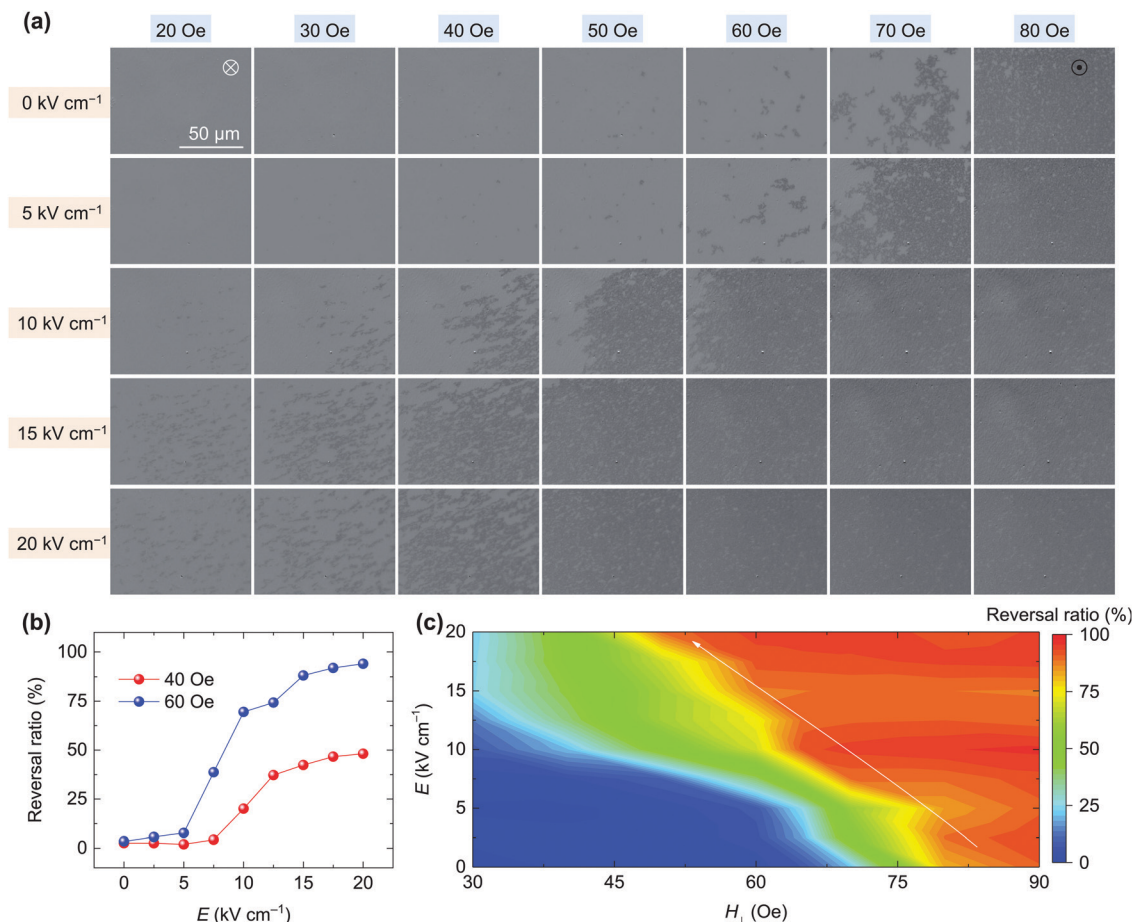 (a)
20 Oe 30 Oe 40 Oe 50 Oe 60 Oe 70 Oe 80 Oe
0 kV cm⁻¹
50 µm
5 kV cm⁻¹
10 kV cm⁻¹
15 kV cm⁻¹
20 kV cm⁻¹
(b)
Reversal ratio (%)
100
75
50
25
0
40 Oe
60 Oe
0 5 10 15 20
E (kV cm⁻¹)
(c)
Reversal ratio (%)
E (kV cm⁻¹)
20
15
10
5
0
30 45 60 75 90
H⊥ (Oe)
100
75
50
25
0